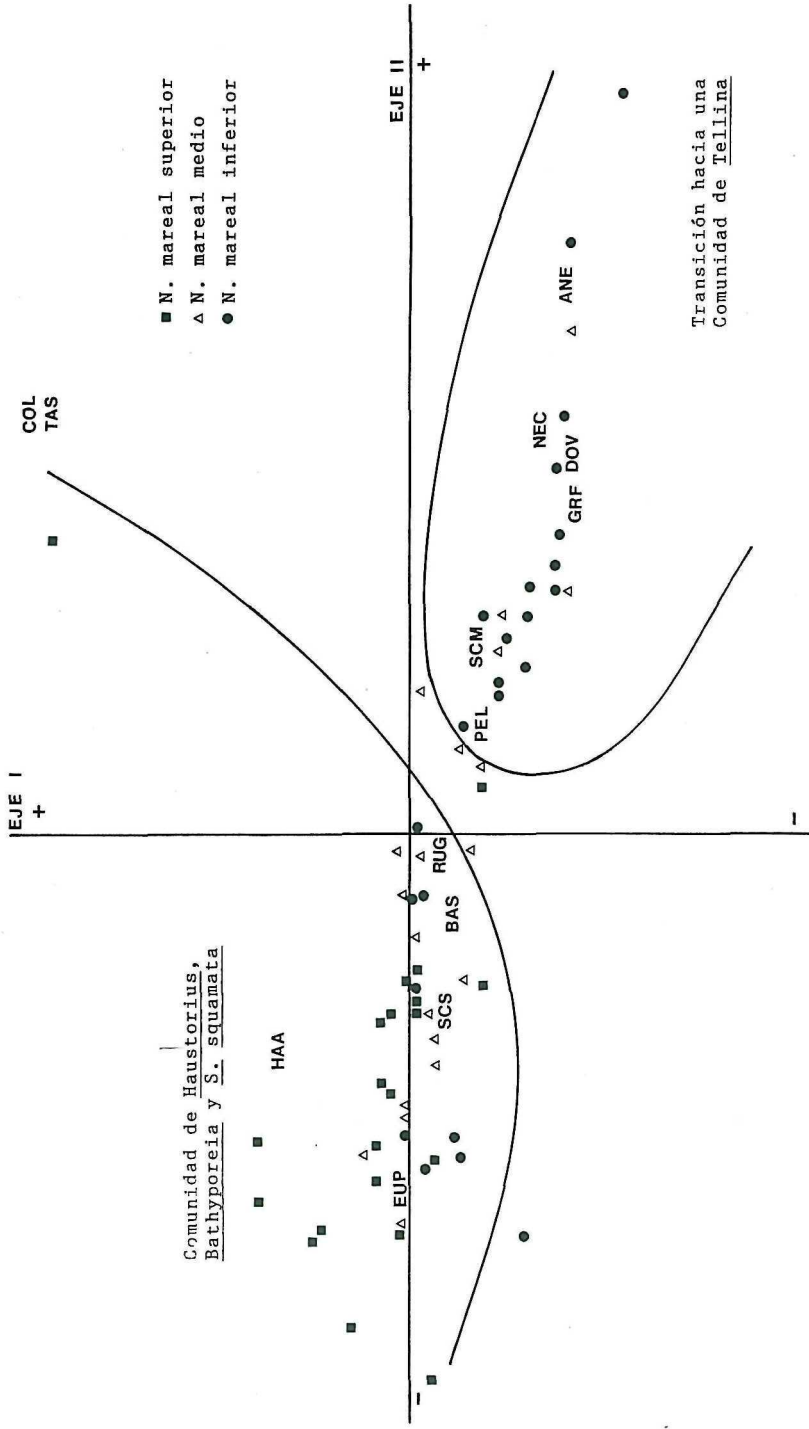 EJE I
+
COL
TAS
EJE II
+
■ N. mareal superior
△ N. mareal medio
● N. mareal inferior
Comunidad de Haustorius,
Bathyporeia y S. squamata
HAA
EUP
SCS
BAS
RUG
PEL
SCM
GRF
DOV
NEC
ANE
Transición hacia una
Comunidad de Tellina
-
-